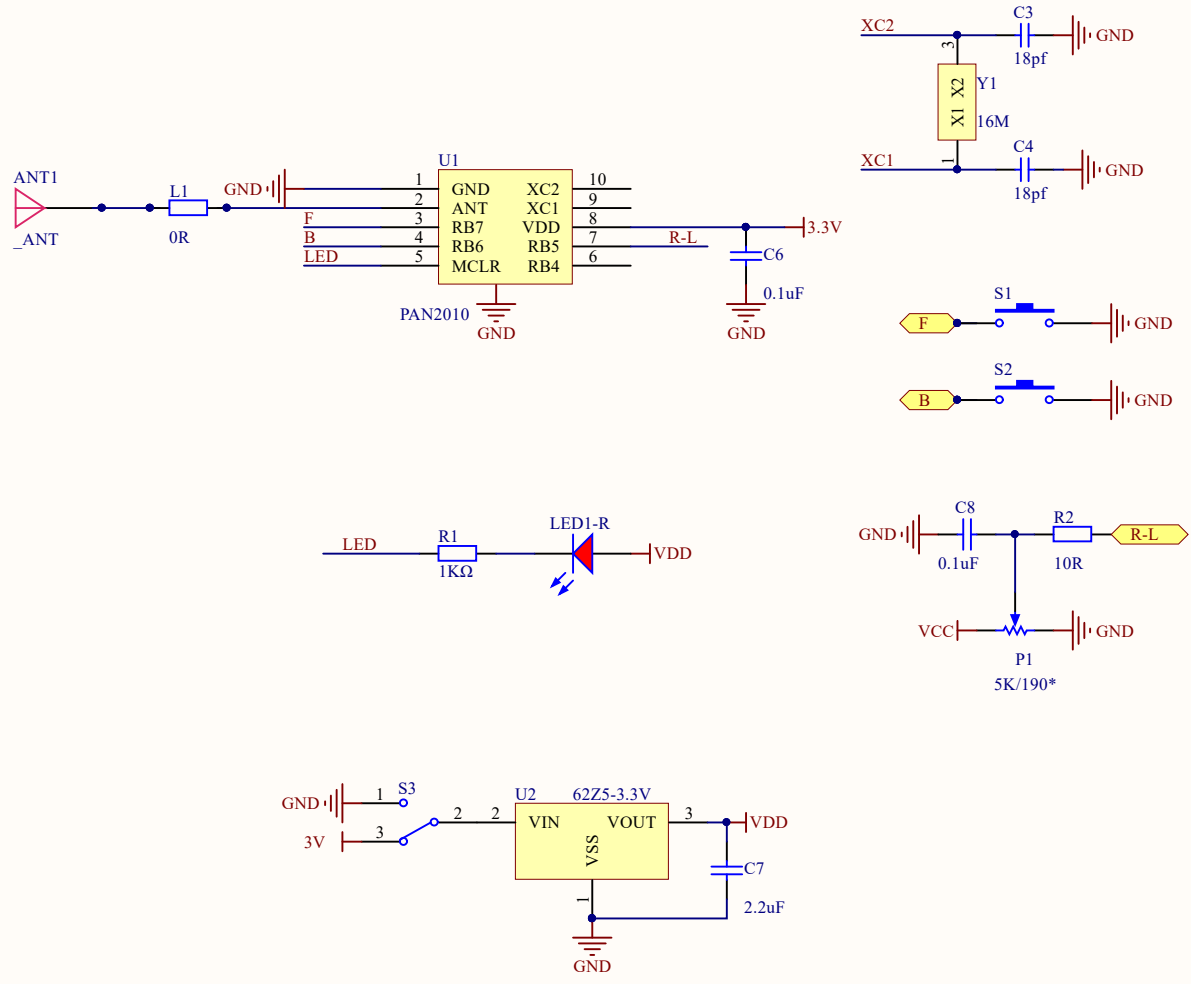 XC2
C3
GND
18pf
3
X2
Y1
X1
16M
XC1
1
C4
GND
18pf
ANT1
_ANT
L1
0R
GND
F
B
LED
U1
1 GND XC2 10
2 ANT XC1 9
3 RB7 VDD 8
4 RB6 RB5 7
5 MCLR RB4 6
PAN2010
GND
R-L
3.3V
C6
0.1uF
GND
S1
F
GND
S2
B
GND
LED
R1
1KΩ
LED1-R
VDD
GND
C8
0.1uF
R2
10R
R-L
VCC
GND
P1
5K/190*
GND
1
S3
3V
3
2
2
U2
62Z5-3.3V
VIN
VOUT
VSS
3
VDD
1
C7
2.2uF
GND